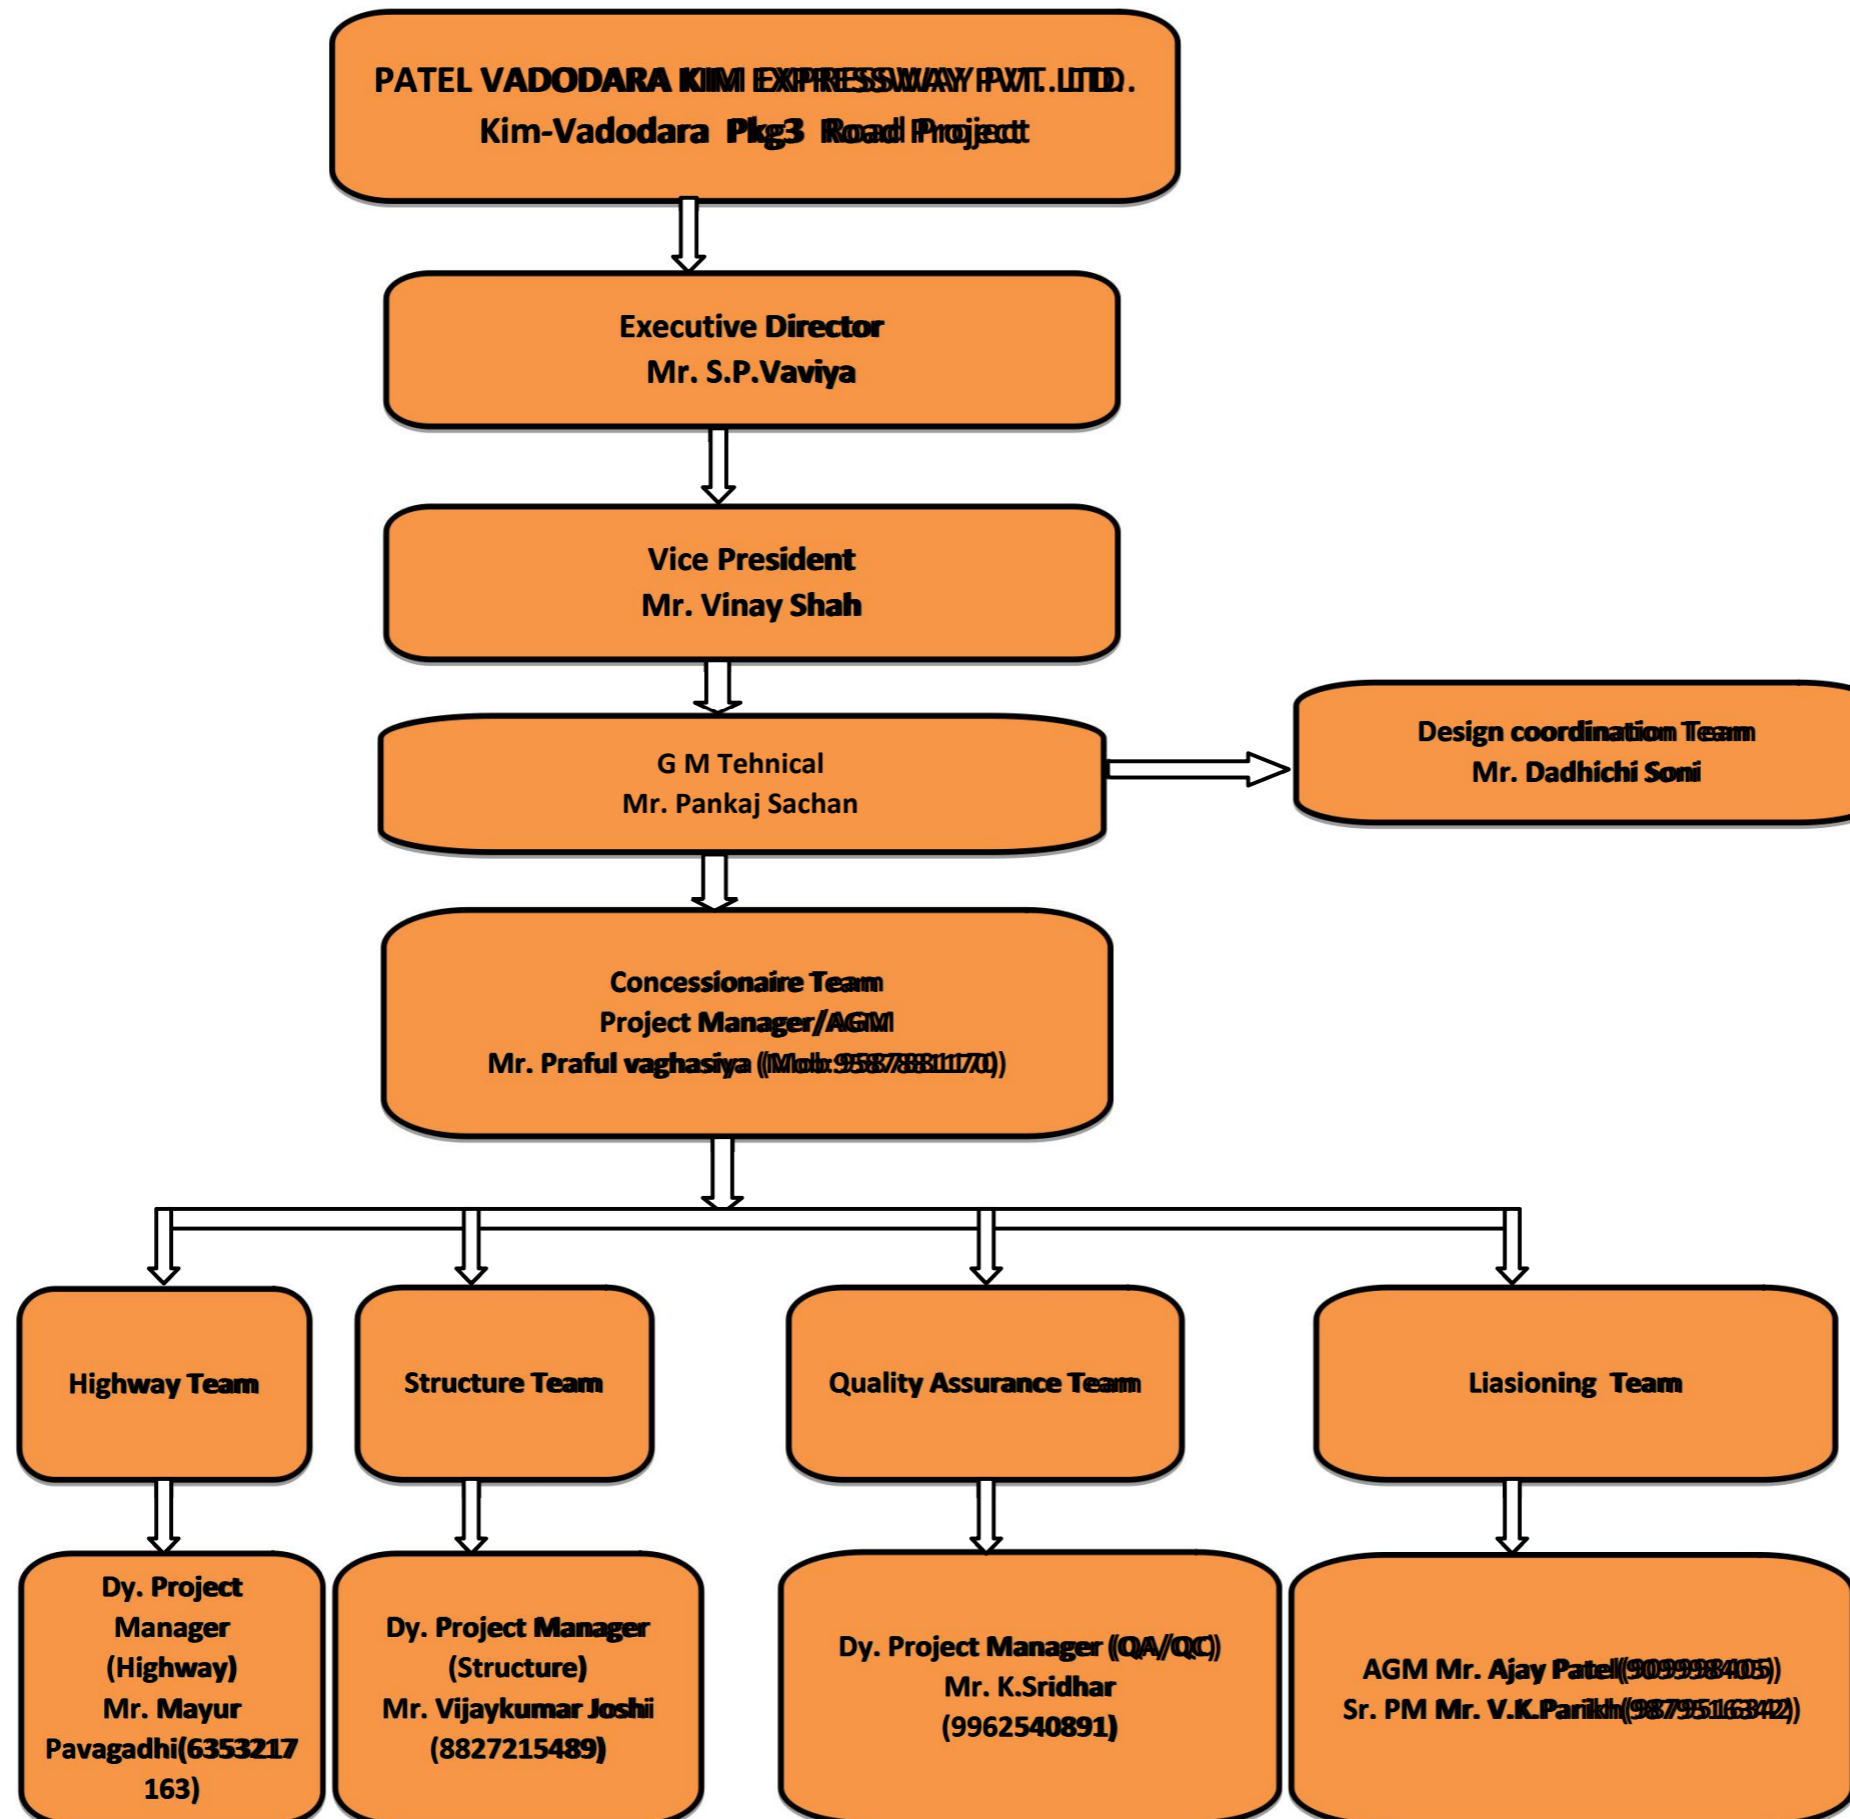 PATEL VADODARA KIM EXPRESSWAY PVT. LTD.
Kim-Vadodara Pkg3 Road Project
Executive Director
Mr. S.P.Vaviya
Vice President
Mr. Vinay Shah
G M Tehnical
Mr. Pankaj Sachan
Design coordination Team
Mr. Dadhichi Soni
Concessionaire Team
Project Manager/AGM
Mr. Praful vaghasiya (Mob:9587881170)
Highway Team
Structure Team
Quality Assurance Team
Liasioning Team
Dy. Project
Manager
(Highway)
Mr. Mayur
Pavagadhi(6353217
163)
Dy. Project Manager
(Structure)
Mr. Vijaykumar Joshi
(8827215489)
Dy. Project Manager (QA/QC)
Mr. K.Sridhar
(9962540891)
AGM Mr. Ajay Patel
Sr. PM Mr. V.K.Parikh(9879516342)